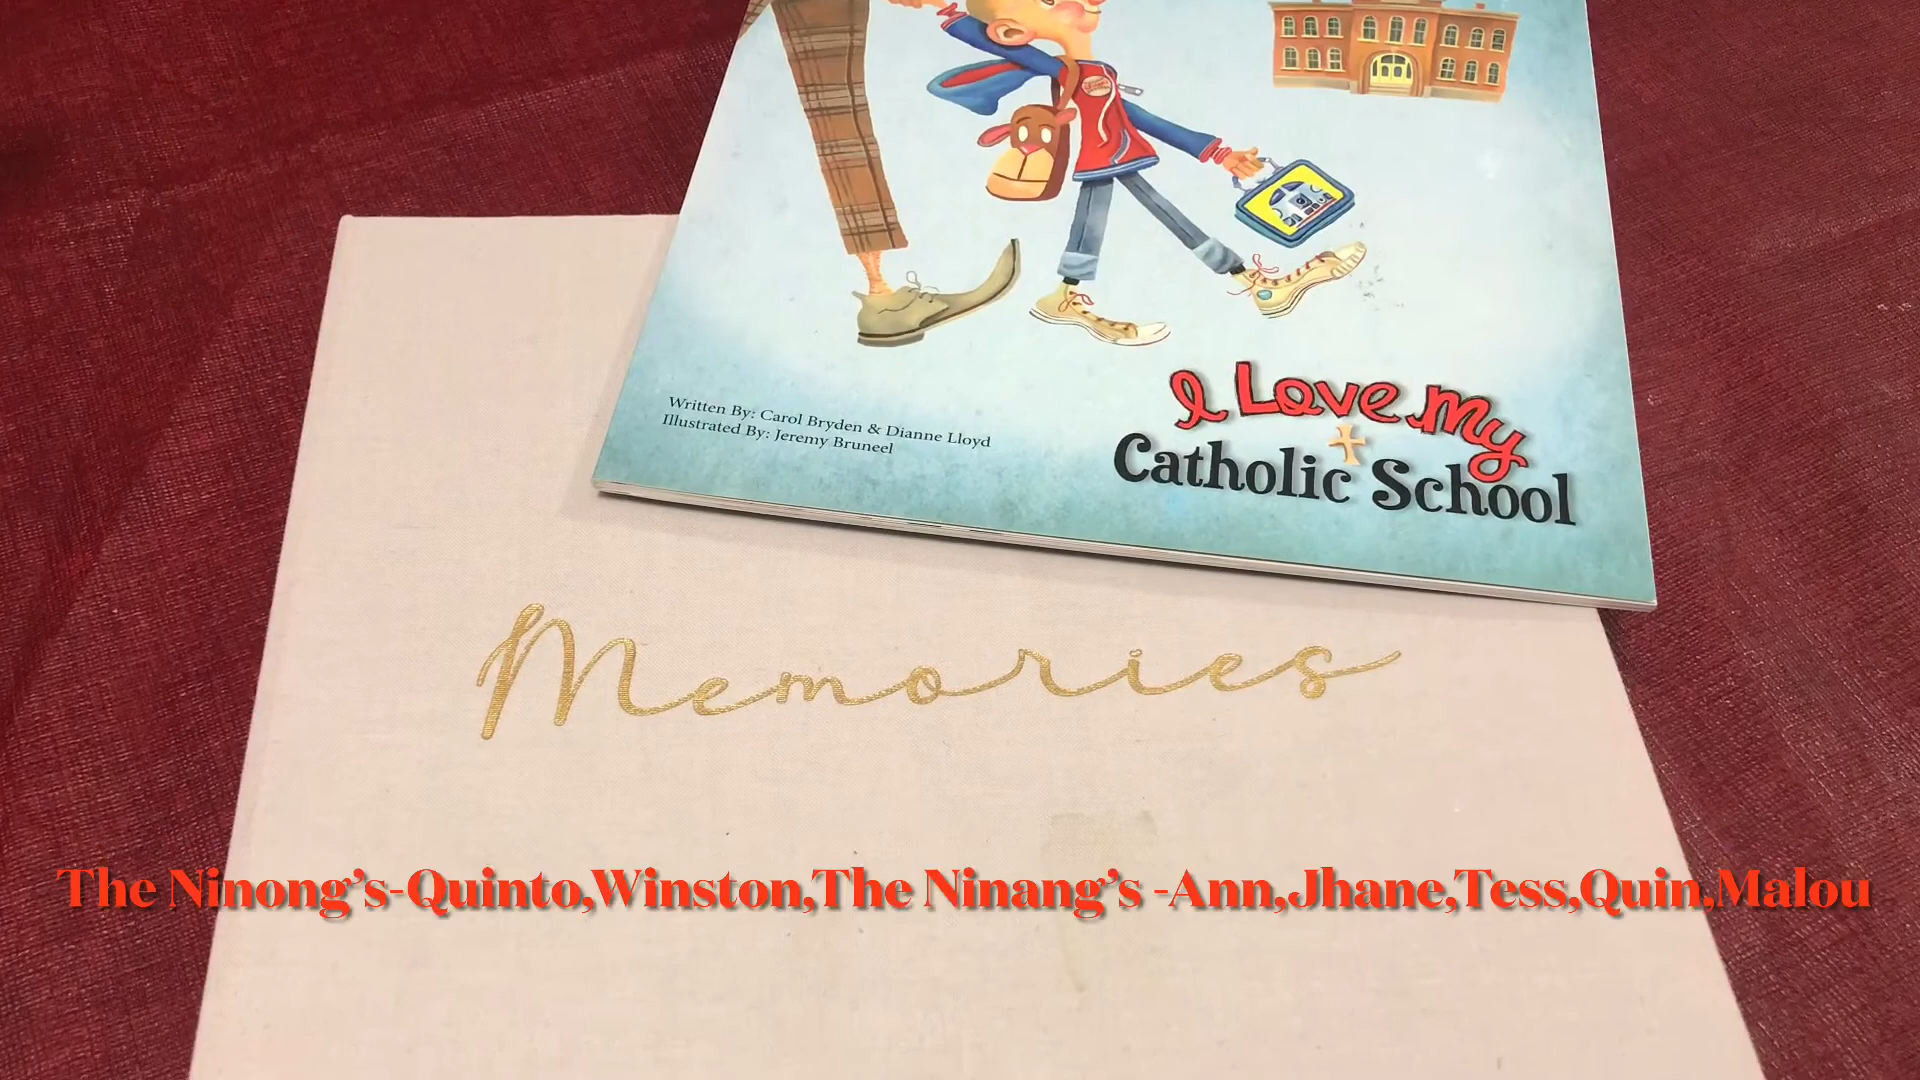 Written By: Carol Bryden & Dianne Lloyd
Illustrated By: Jeremy Bruneel
I Love My
Catholic School
Memories
The Ninong's-Quinto,Winston,The Ninang's -Ann,Jhane,Tess,Quin,Malou